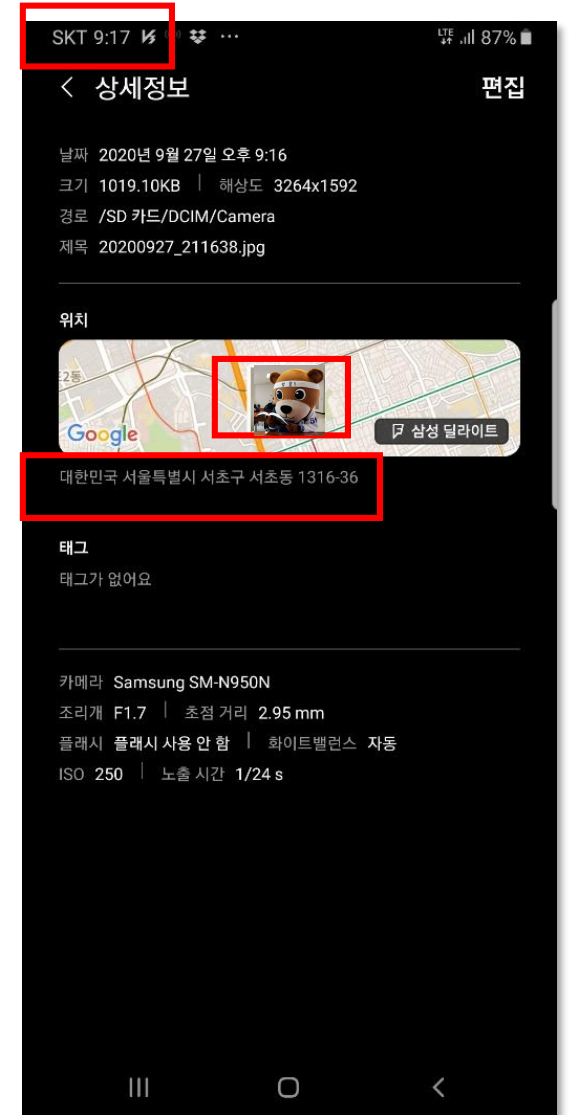 SKT 9:17 ... LTE 87%
상세정보 편집
날짜 2020년 9월 27일 오후 9:16
크기 1019.10KB | 해상도 3264x1592
경로 /SD 카드/DCIM/Camera
제목 20200927_211638.jpg
위치
Google 삼성 딜라이트
대한민국 서울특별시 서초구 서초동 1316-36
태그
태그가 없어요
카메라 Samsung SM-N950N
조리개 F1.7 | 초점 거리 2.95 mm
플래시 플래시 사용 안 함 | 화이트밸런스 자동
ISO 250 | 노출 시간 1/24 s